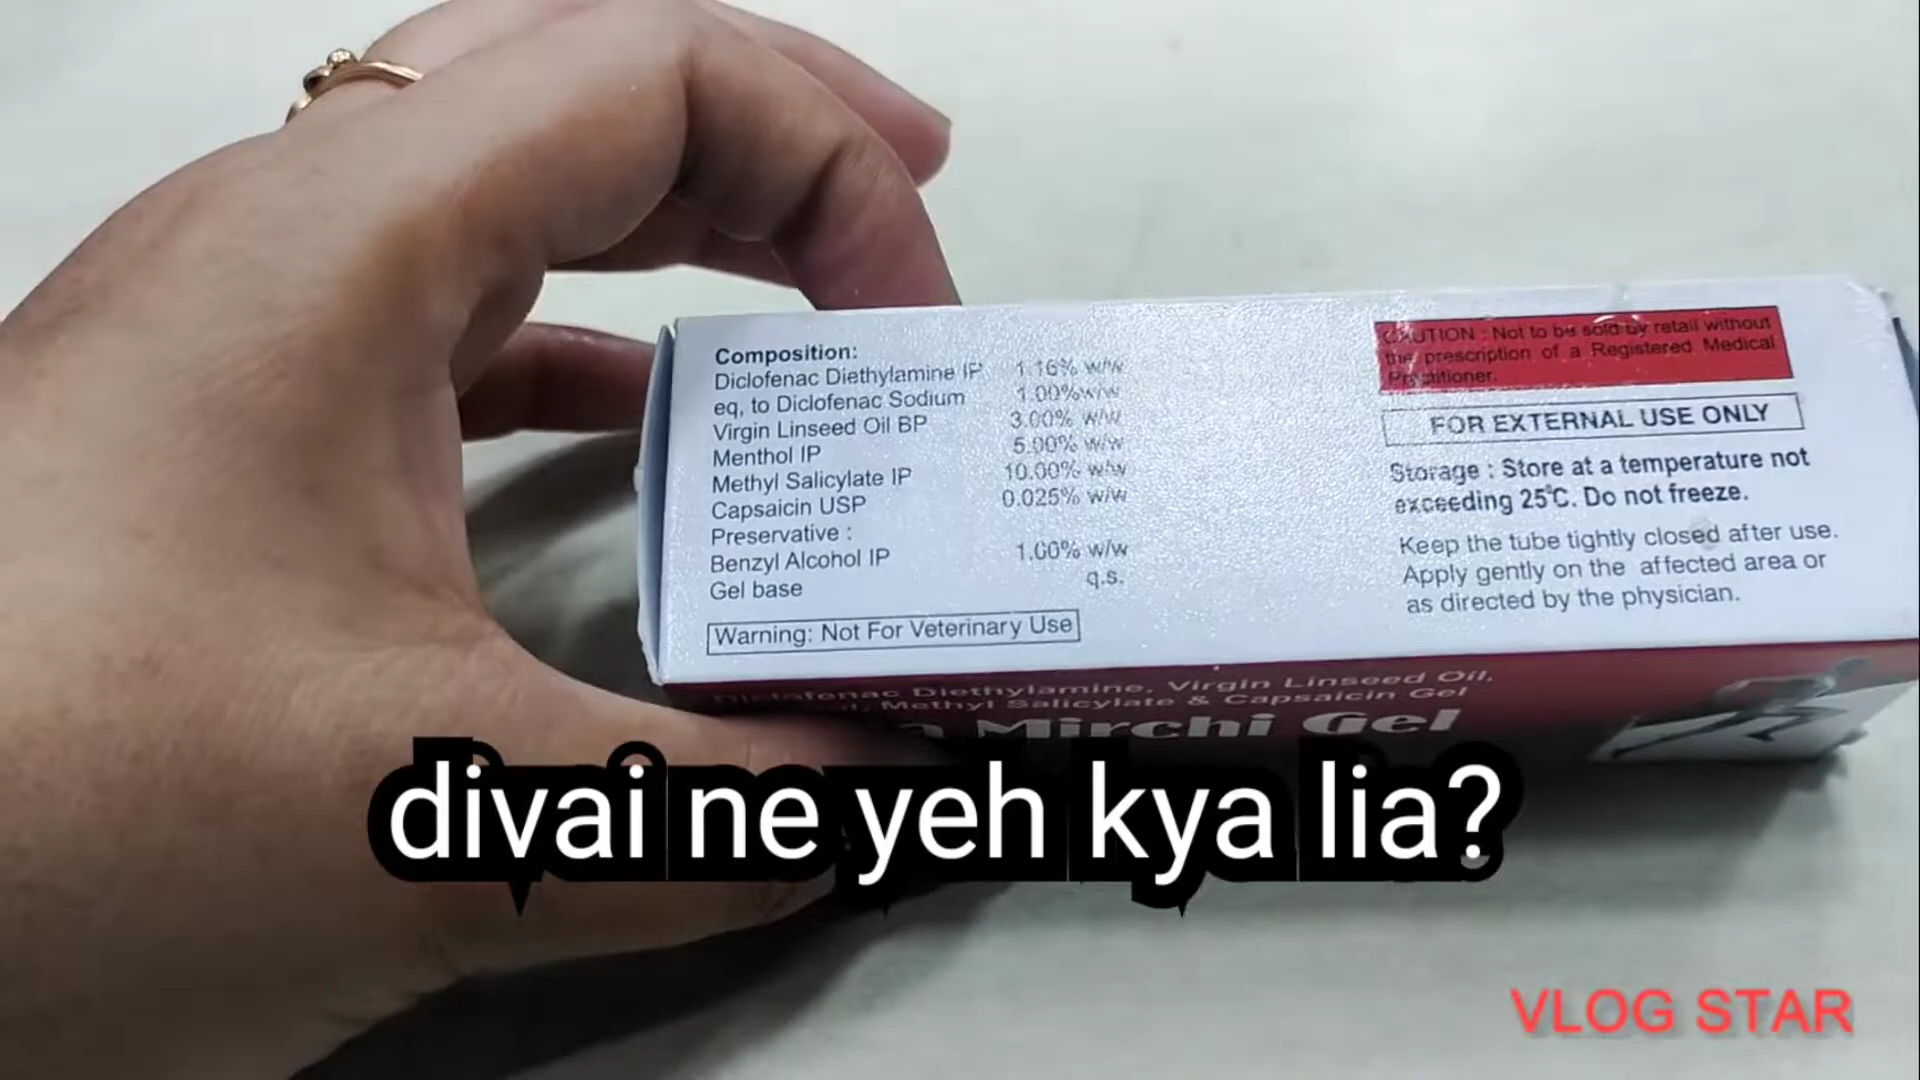 Composition:
Diclofenac Diethylamine IP 1.16% w/w
eq, to Diclofenac Sodium 1.00% w/w
Virgin Linseed Oil BP 3.00% w/w
Menthol IP 5.00% w/w
Methyl Salicylate IP 10.00% w/w
Capsaicin USP 0.025% w/w
Preservative :
Benzyl Alcohol IP 1.00% w/w
Gel base q.s.
Warning: Not For Veterinary Use
CAUTION : Not to be sold by retail without
the prescription of a Registered Medical
Practitioner.
FOR EXTERNAL USE ONLY
Storage : Store at a temperature not
exceeding 25°C. Do not freeze.
Keep the tube tightly closed after use.
Apply gently on the affected area or
as directed by the physician.
Diclofenac Diethylamine, Virgin Linseed Oil,
Methyl Salicylate & Capsaicin Gel
Mirchi Gel
divai ne yeh kya lia?
VLOG STAR